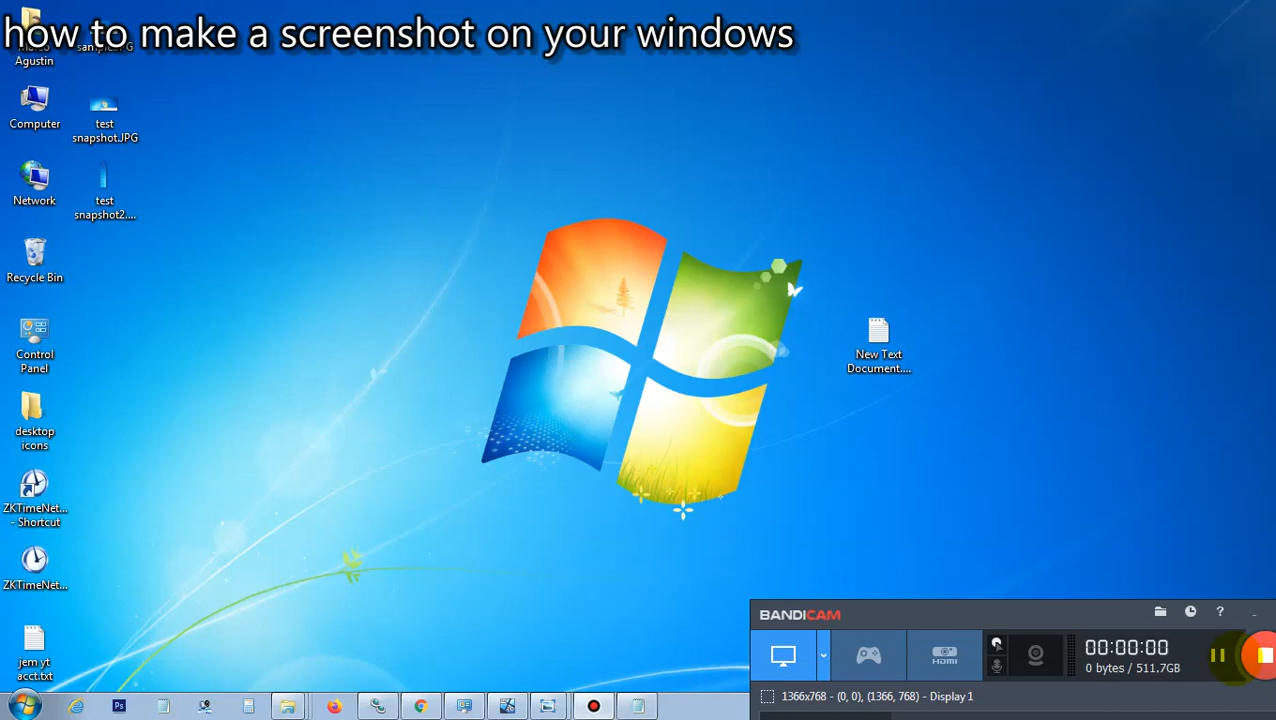 how to make a screenshot on your windows
Agustin
Computer
test
snapshot.JPG
Network
test
snapshot2....
Recycle Bin
Control
Panel
New Text
Document....
desktop
icons
ZKTimeNet...
- Shortcut
ZKTimeNet...
jem yt
acct.txt
BANDICAM
?
HDMI
00:00:00
0 bytes / 511.7GB
1366x768 - (0, 0), (1366, 768) - Display 1
Ps